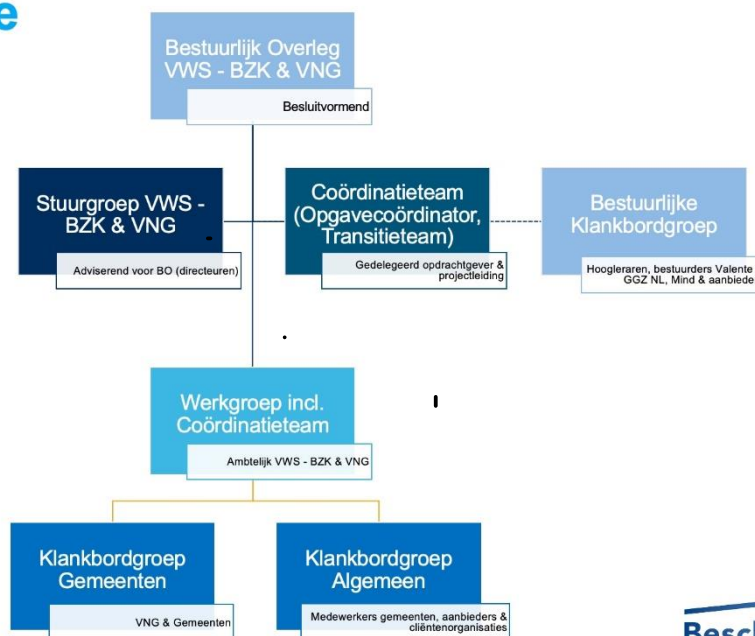 e
Bestuurlijk Overleg
VWS - BZK & VNG
Besluitvormend
Stuurgroep VWS -
BZK & VNG
Adviserend voor BO (directeuren)
Coördinatieteam
(Opgavecoördinator,
Transitieteam)
Gedelegeerd opdrachtgever &
projectleiding
Bestuurlijke
Klankbordgroep
Hoogleraren, bestuurders Valente
GGZ NL, Mind & aanbiede
Werkgroep incl.
Coördinatieteam
Ambtelijk VWS - BZK & VNG
Klankbordgroep
Gemeenten
VNG & Gemeenten
Klankbordgroep
Algemeen
Medewerkers gemeenten, aanbieders &
cliëntenorganisaties
Besch